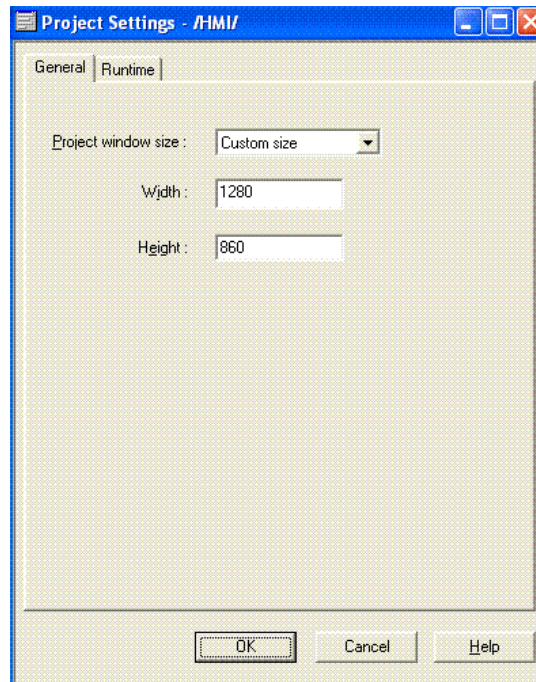 Project Settings - /HMI/
General Runtime
Project window size : Custom size
Width : 1280
Height : 860
OK Cancel Help